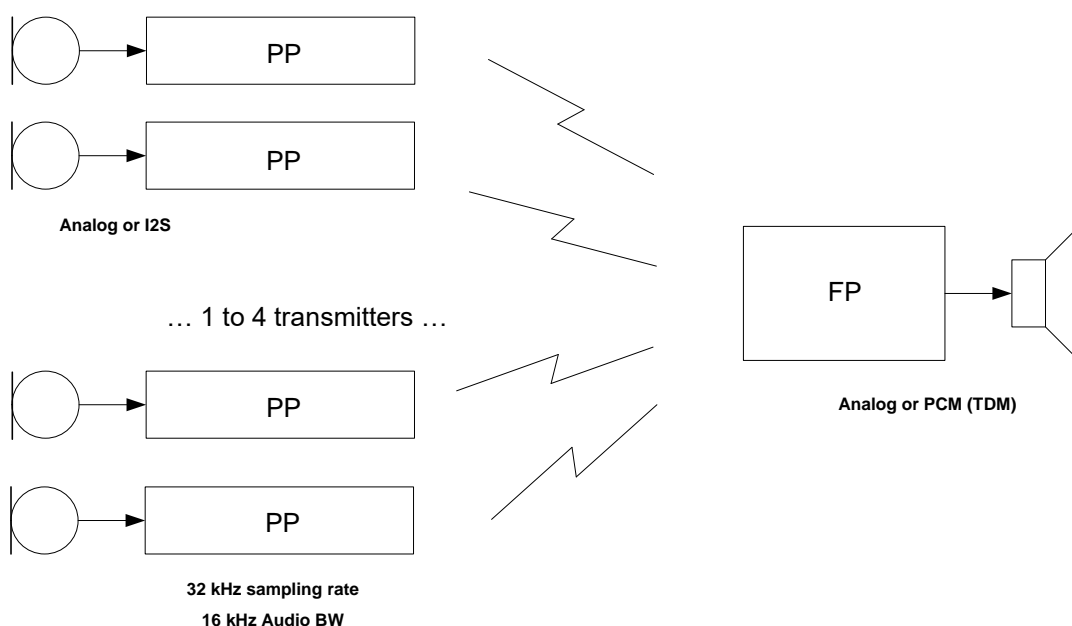 PP
PP
Analog or I2S
… 1 to 4 transmitters …
FP
PP
Analog or PCM (TDM)
PP
32 kHz sampling rate
16 kHz Audio BW